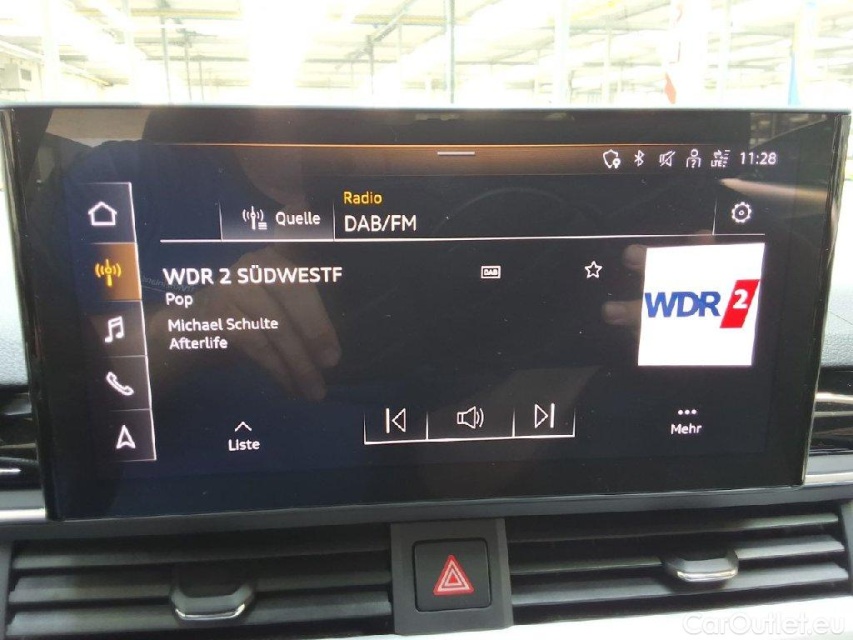 LTE 11:28
Radio
Quelle DAB/FM
WDR 2 SÜDWESTF
DAB
Pop
WDR 2
Michael Schulte
Afterlife
Liste
Mehr
CarOutlet.eu